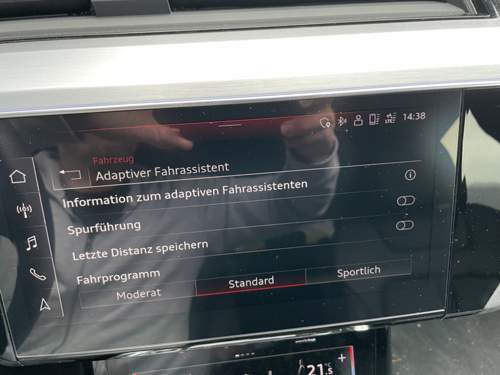 14:38
Fahrzeug
Adaptiver Fahrassistent
Information zum adaptiven Fahrassistenten
Spurführung
Letzte Distanz speichern
Fahrprogramm
Moderat Standard Sportlich
21.5 +